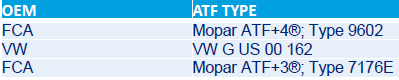 OEM ATF TYPE
FCA Mopar ATF+4®; Type 9602
VW VW G US 00 162
FCA Mopar ATF+3®; Type 7176E